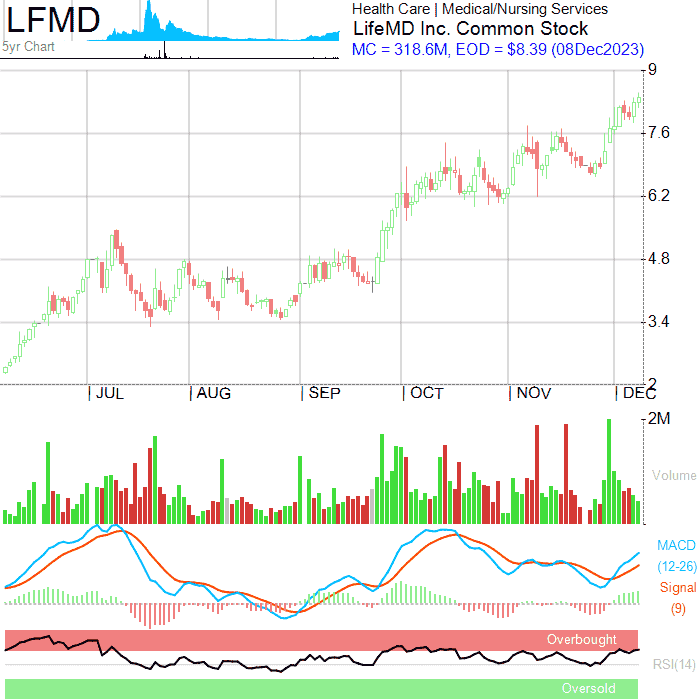 LFMD
5yr Chart
Health Care | Medical/Nursing Services
LifeMD Inc. Common Stock
MC = 318.6M, EOD = $8.39 (08Dec2023)
9
7.6
6.2
4.8
3.4
2
JUL AUG SEP OCT NOV DEC
2M
Volume
MACD
(12-26)
Signal
(9)
Overbought
RSI(14)
Oversold